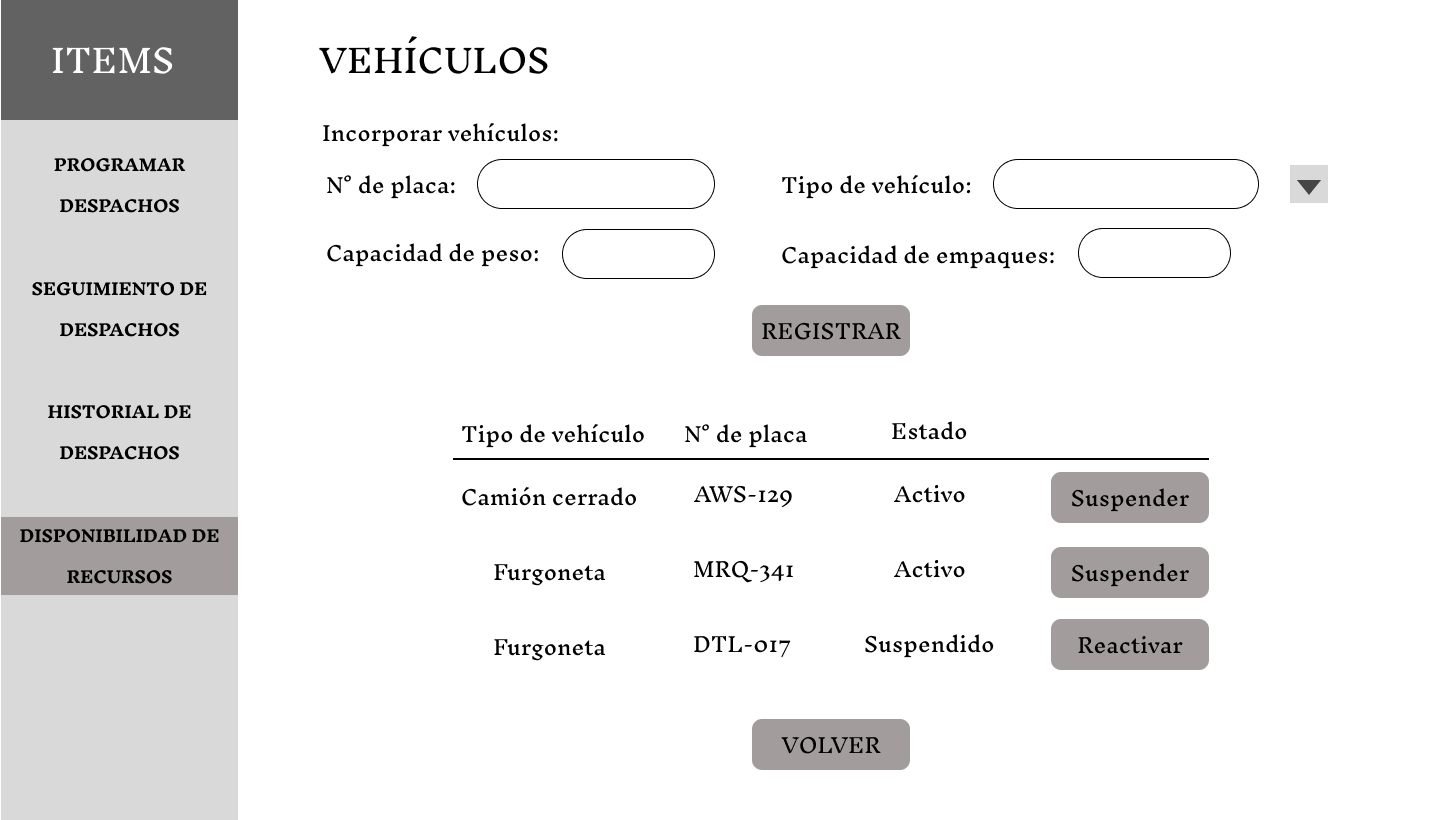 ITEMS
PROGRAMAR
DESPACHOS
SEGUIMIENTO DE
DESPACHOS
HISTORIAL DE
DESPACHOS
DISPONIBILIDAD DE
RECURSOS
VEHÍCULOS
Incorporar vehículos:
N° de placa:
Tipo de vehículo:
Capacidad de peso:
Capacidad de empaques:
REGISTRAR
Tipo de vehículo N° de placa Estado
Camión cerrado AWS-129 Activo Suspender
Furgoneta MRQ-341 Activo Suspender
Furgoneta DTL-017 Suspendido Reactivar
VOLVER